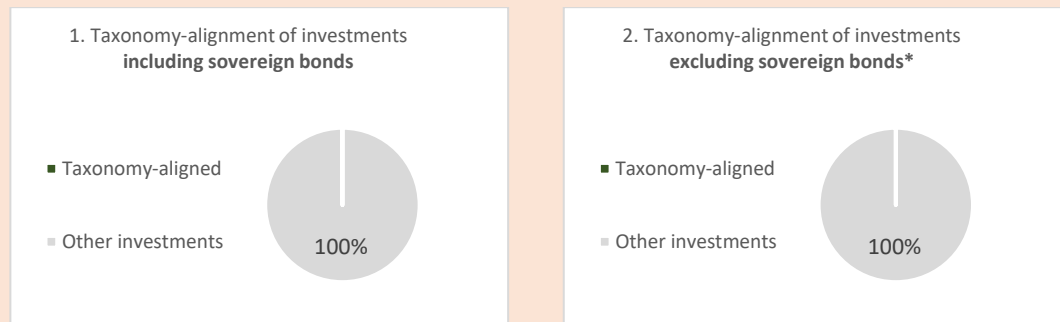 1. Taxonomy-alignment of investments
including sovereign bonds
Taxonomy-aligned
Other investments
100%
2. Taxonomy-alignment of investments
excluding sovereign bonds*
Taxonomy-aligned
Other investments
100%